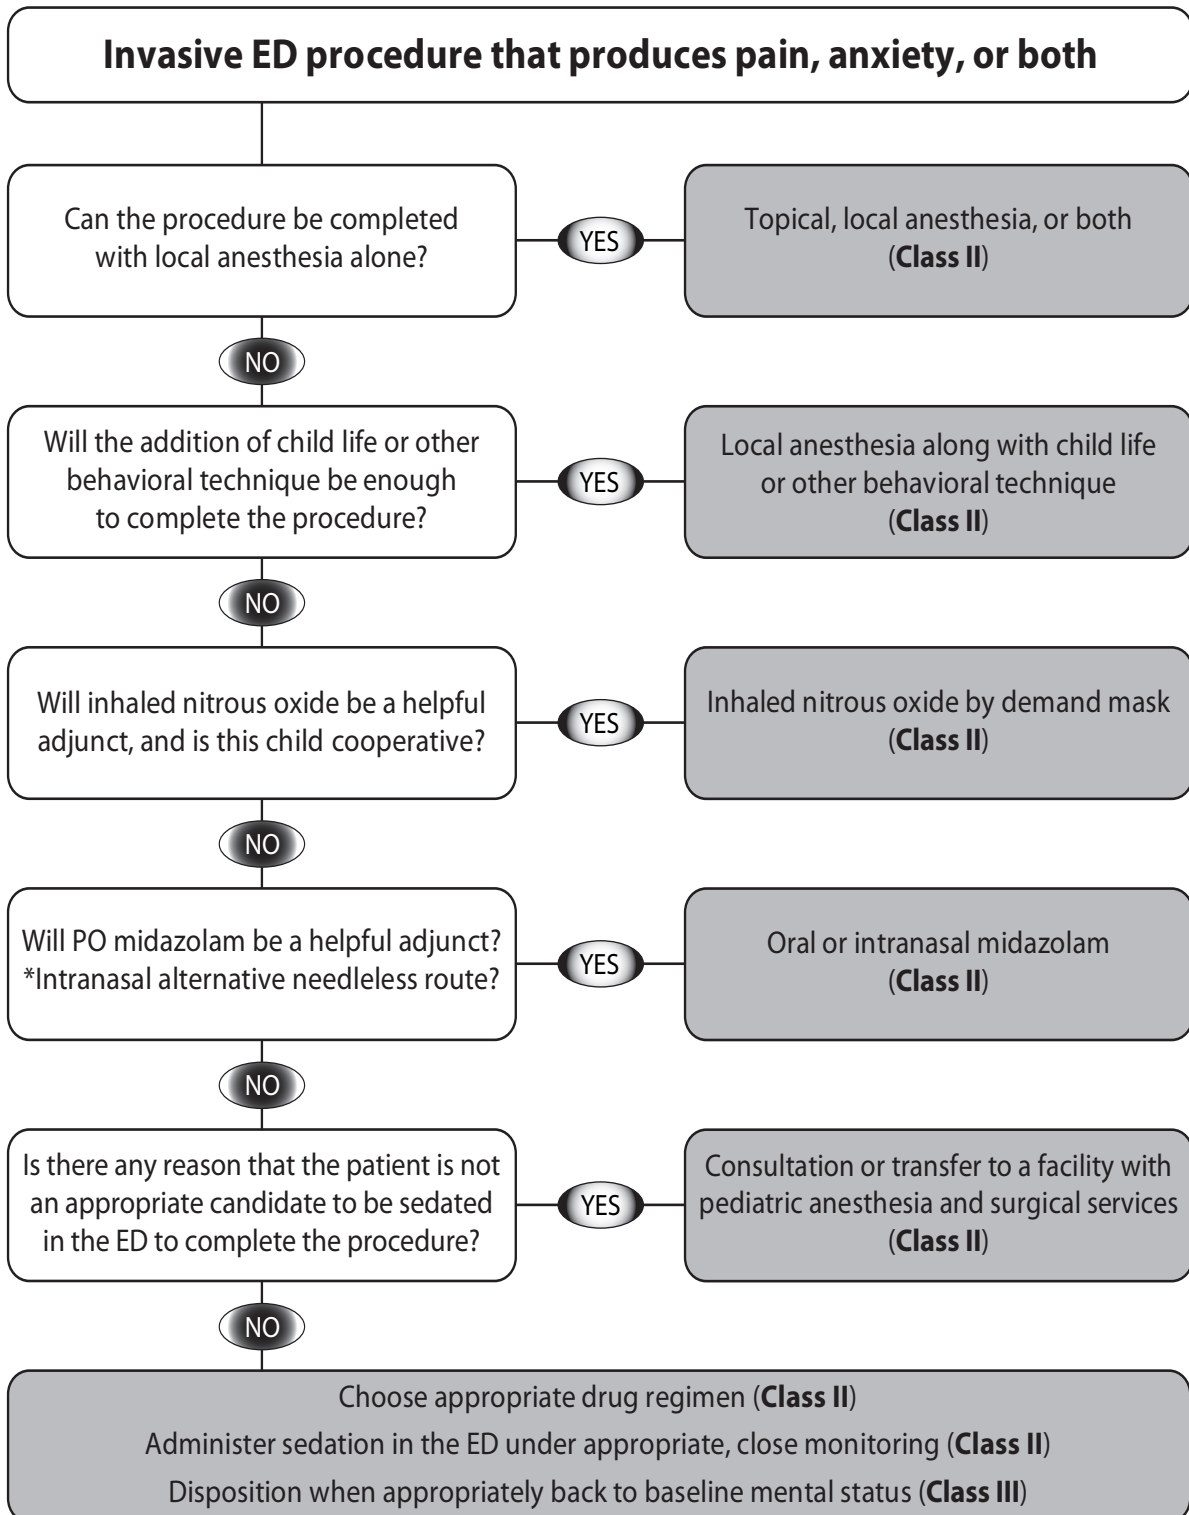 Invasive ED procedure that produces pain, anxiety, or both
Can the procedure be completed
with local anesthesia alone?
YES
Topical, local anesthesia, or both
(Class II)
NO
Will the addition of child life or other
behavioral technique be enough
to complete the procedure?
YES
Local anesthesia along with child life
or other behavioral technique
(Class II)
NO
Will inhaled nitrous oxide be a helpful
adjunct, and is this child cooperative?
YES
Inhaled nitrous oxide by demand mask
(Class II)
NO
Will PO midazolam be a helpful adjunct?
*Intranasal alternative needleless route?
YES
Oral or intranasal midazolam
(Class II)
NO
Is there any reason that the patient is not
an appropriate candidate to be sedated
in the ED to complete the procedure?
YES
Consultation or transfer to a facility with
pediatric anesthesia and surgical services
(Class II)
NO
Choose appropriate drug regimen (Class II)
Administer sedation in the ED under appropriate, close monitoring (Class II)
Disposition when appropriately back to baseline mental status (Class III)